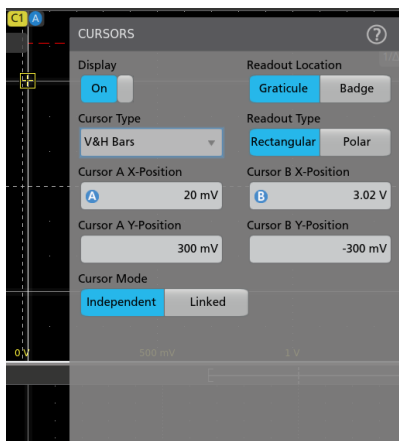 C1 A
CURSORS ?
Display Readout Location
On Graticule Badge
Cursor Type Readout Type
V&H Bars Rectangular Polar
Cursor A X-Position Cursor B X-Position
A 20 mV B 3.02 V
Cursor A Y-Position Cursor B Y-Position
300 mV -300 mV
Cursor Mode
Independent Linked
0 V 500 mV 1 V